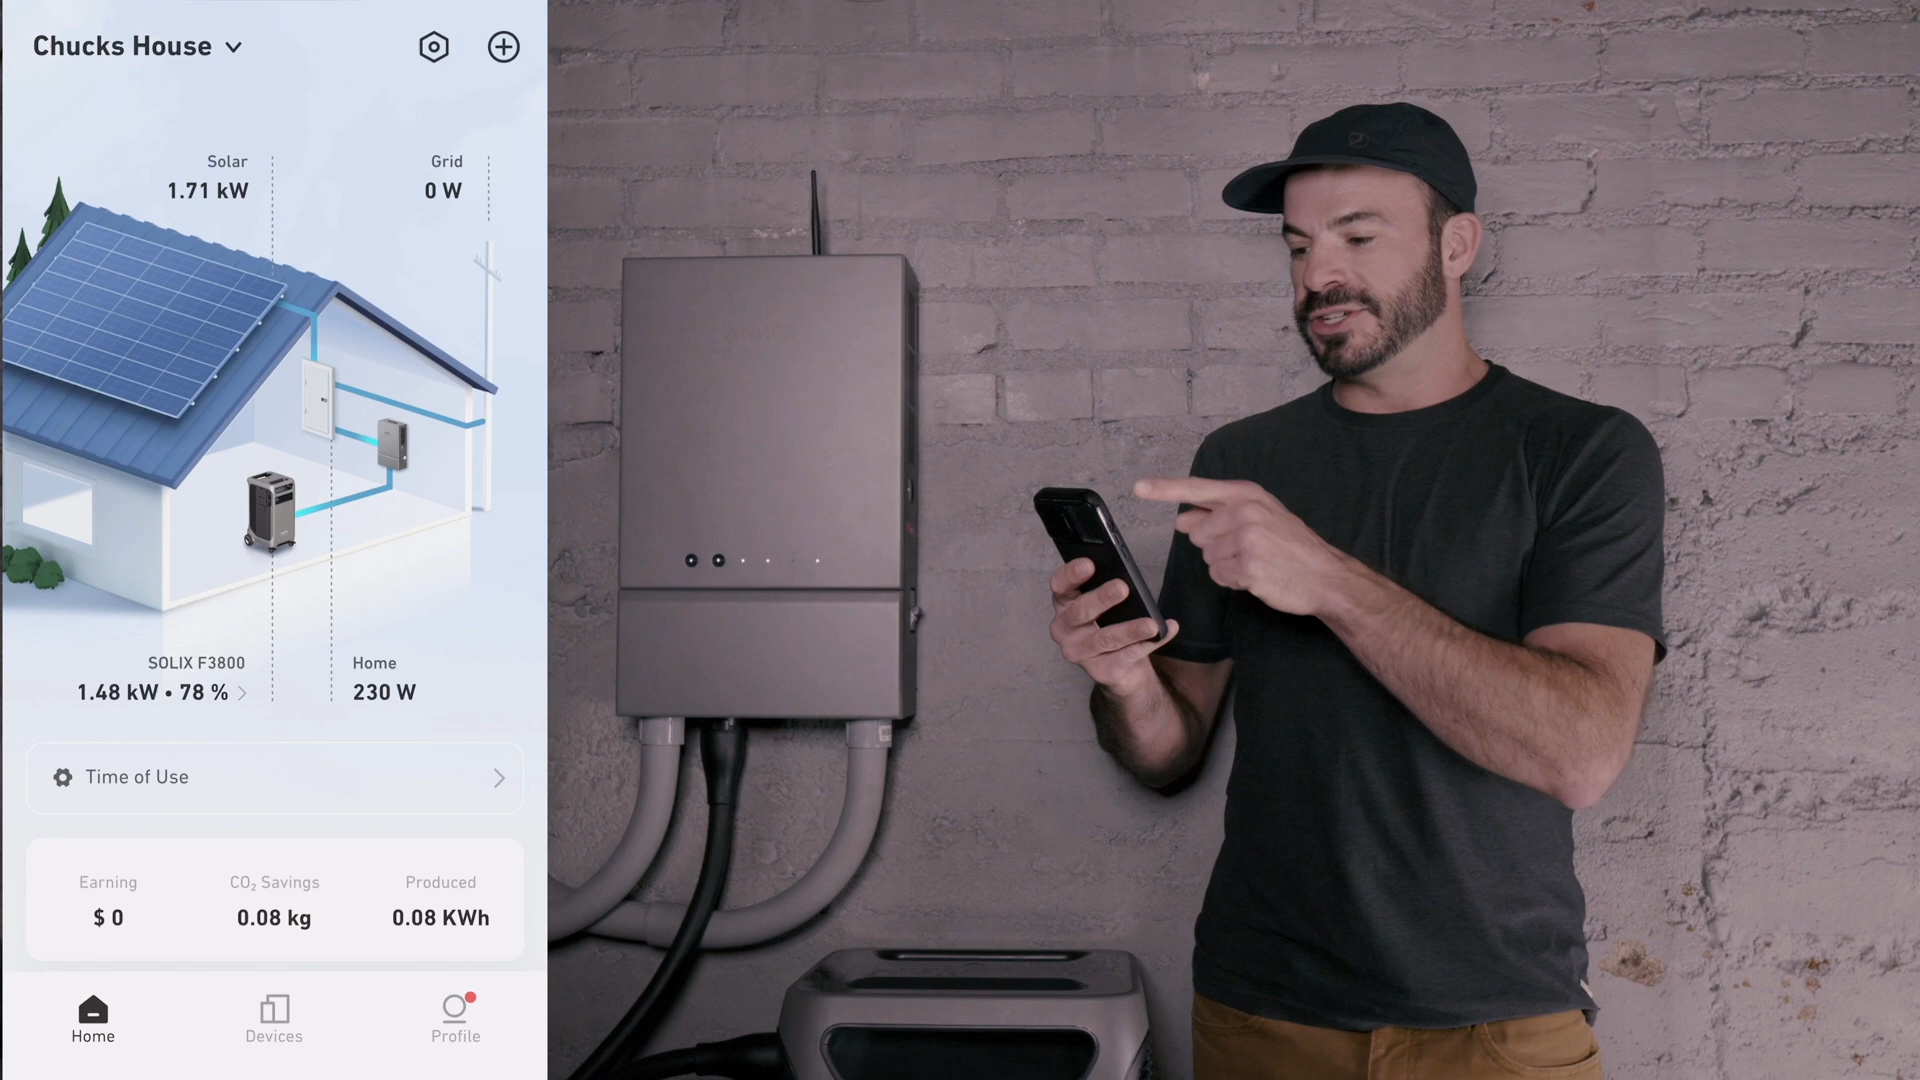 Chucks House
Solar
1.71 kW
Grid
0 W
SOLIX F3800
1.48 kW • 78 %
Home
230 W
Time of Use
Earning
$ 0
CO₂ Savings
0.08 kg
Produced
0.08 KWh
Home
Devices
Profile